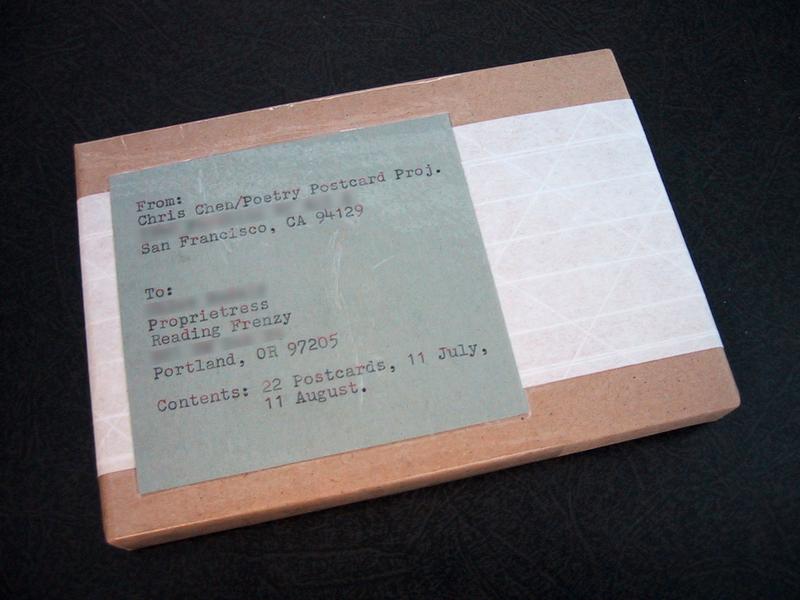 From:
Chris Chen/Poetry Postcard Proj.
San Francisco, CA 94129
To:
Proprietress
Reading Frenzy
Portland, OR 97205
Contents: 22 Postcards, 11 July,
11 August.